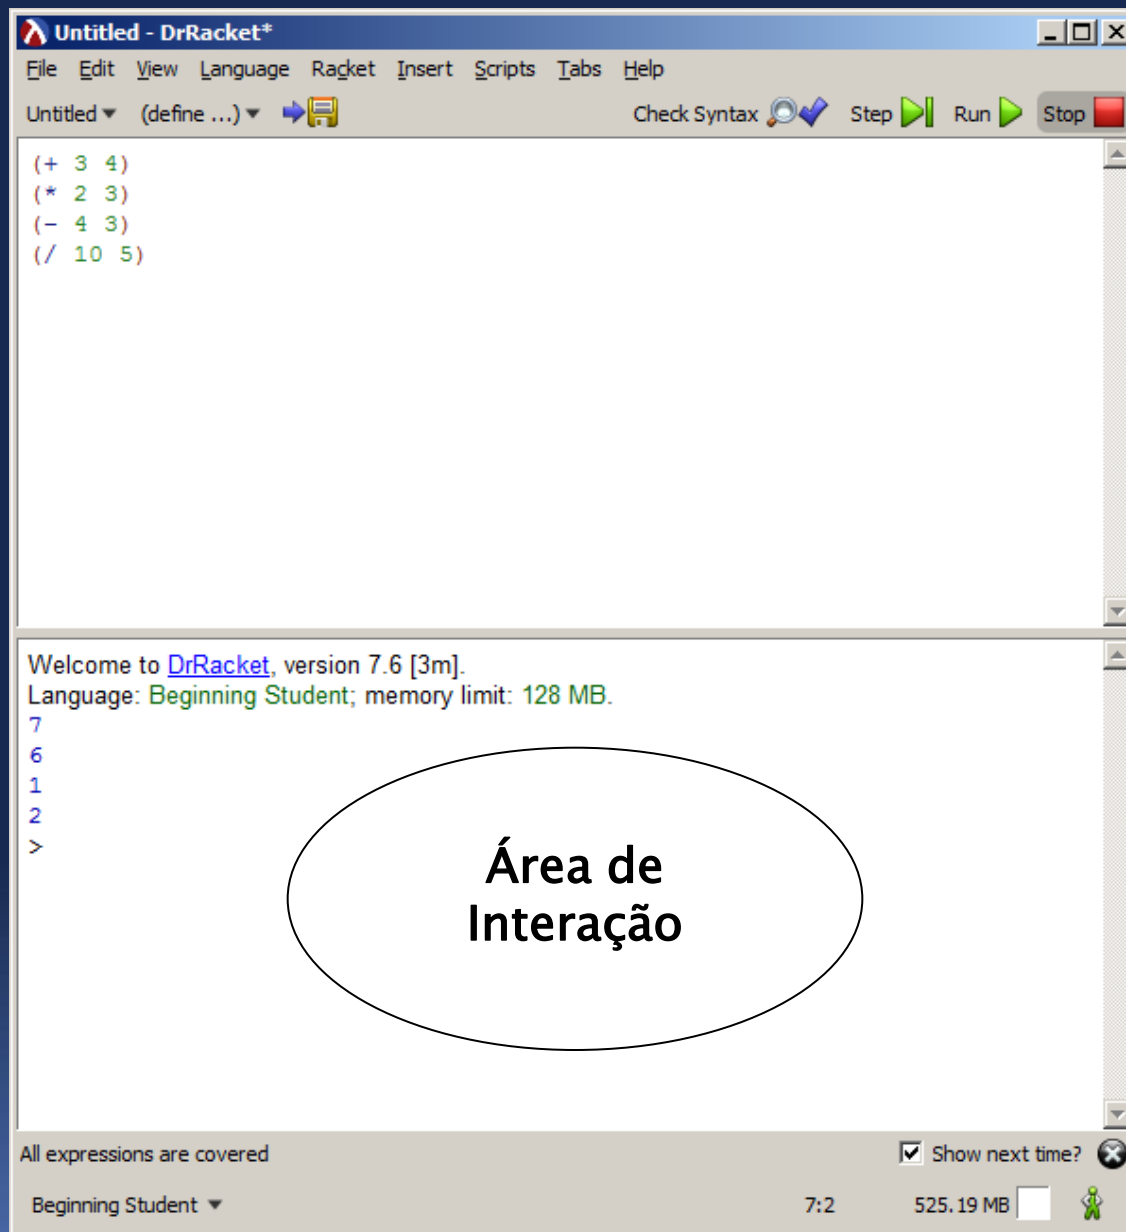 Untitled - DrRacket*
File Edit View Language Racket Insert Scripts Tabs Help
Untitled (define ...) Check Syntax Step Run Stop
(+ 3 4)
(* 2 3)
(- 4 3)
(/ 10 5)
Welcome to DrRacket, version 7.6 [3m].
Language: Beginning Student; memory limit: 128 MB.
7
6
1
2
>
Área de
Interação
All expressions are covered Show next time?
Beginning Student 7:2 525.19 MB